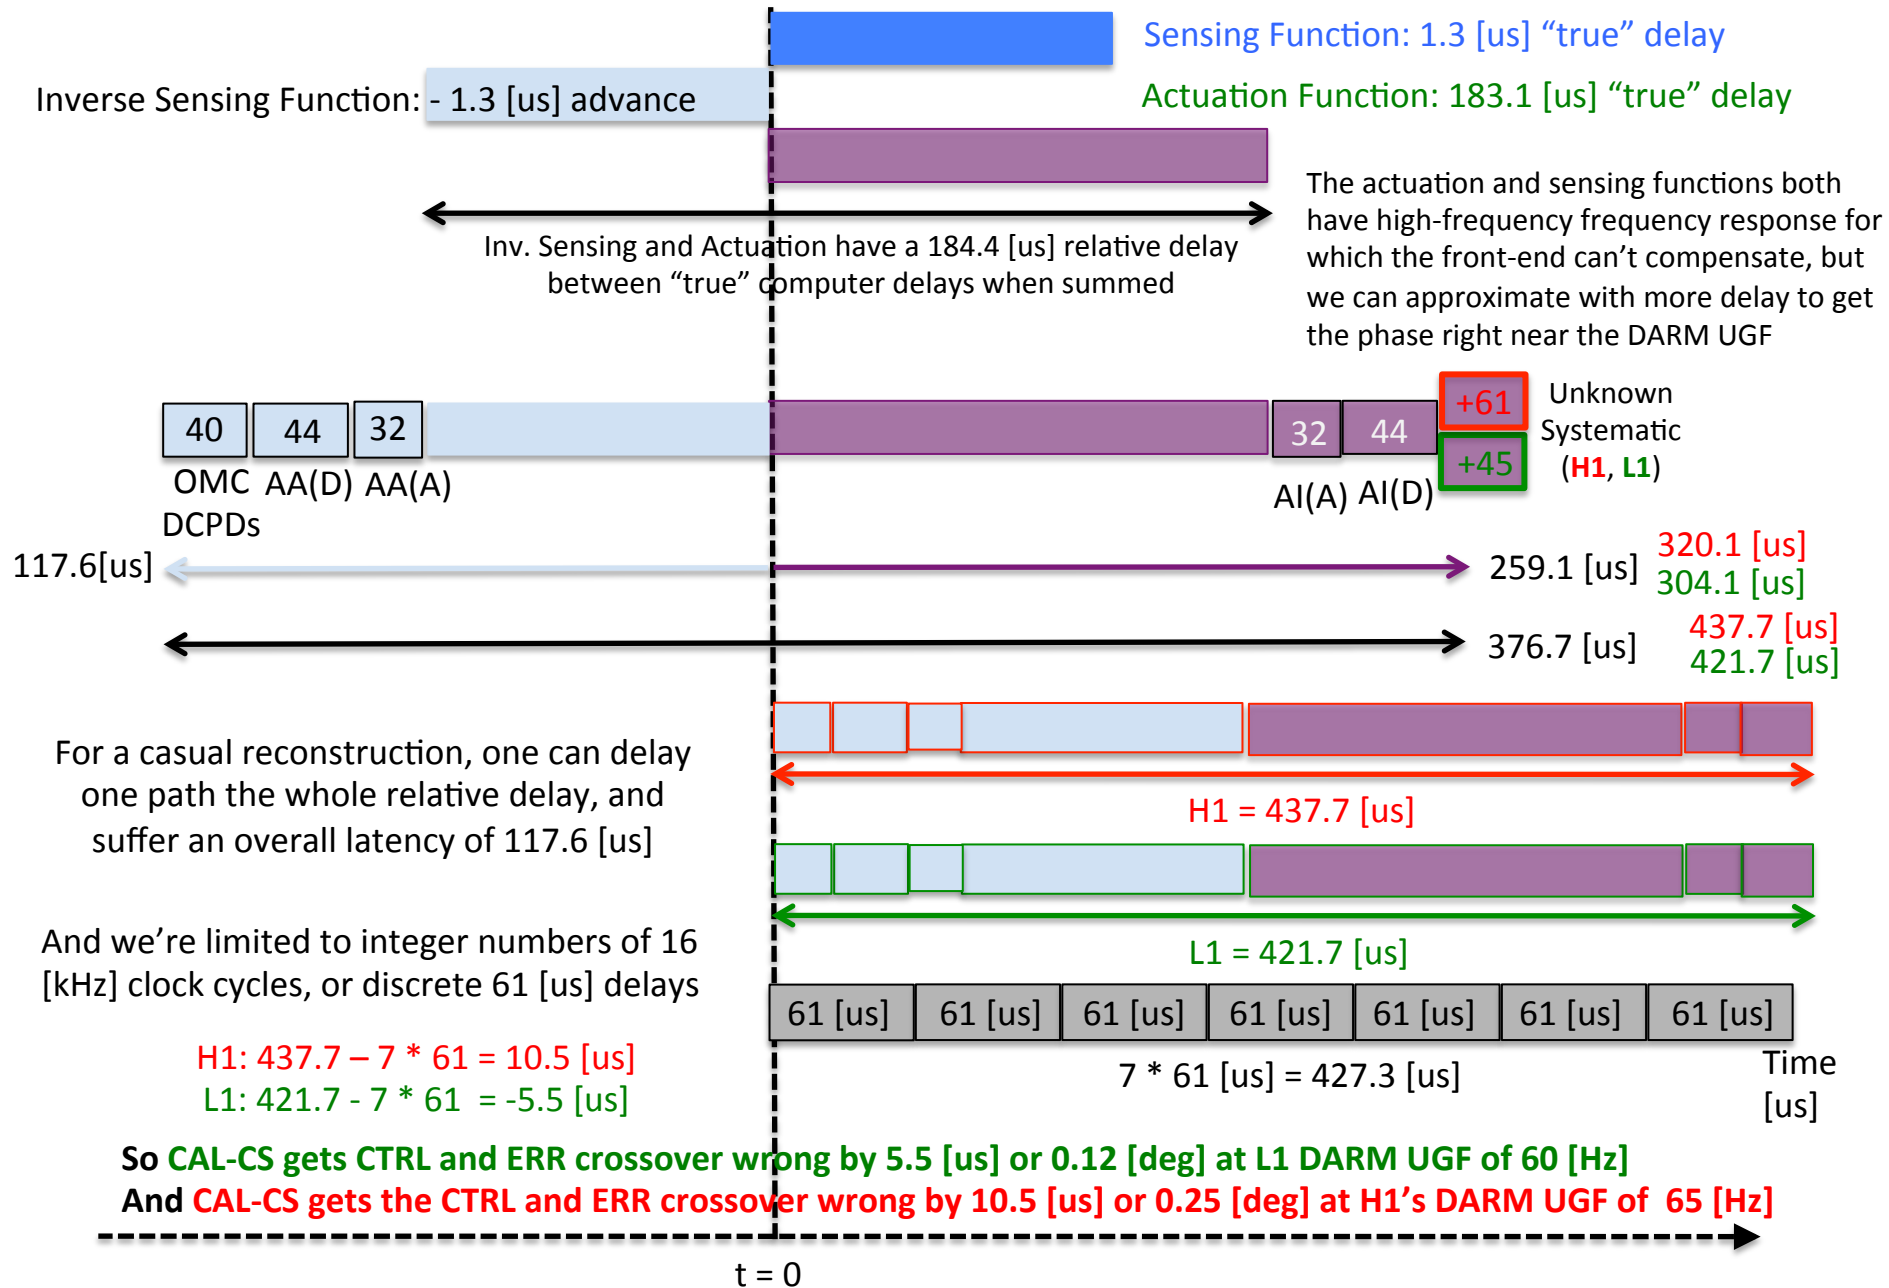 Sensing Function: 1.3 [us] “true” delay
Inverse Sensing Function: - 1.3 [us] advance
Actuation Function: 183.1 [us] “true” delay
Inv. Sensing and Actuation have a 184.4 [us] relative delay
between “true” computer delays when summed
The actuation and sensing functions both
have high-frequency frequency response for
which the front-end can’t compensate, but
we can approximate with more delay to get
the phase right near the DARM UGF
40 44 32
32 44
+61
+45
Unknown
Systematic
(H1, L1)
OMC
DCPDs
AA(D) AA(A)
AI(A) AI(D)
117.6[us]
259.1 [us]
320.1 [us]
304.1 [us]
376.7 [us]
437.7 [us]
421.7 [us]
For a casual reconstruction, one can delay
one path the whole relative delay, and
suffer an overall latency of 117.6 [us]
H1 = 437.7 [us]
L1 = 421.7 [us]
And we’re limited to integer numbers of 16
[kHz] clock cycles, or discrete 61 [us] delays
61 [us] 61 [us] 61 [us] 61 [us] 61 [us] 61 [us] 61 [us]
7 * 61 [us] = 427.3 [us]
Time
[us]
H1: 437.7 – 7 * 61 = 10.5 [us]
L1: 421.7 - 7 * 61 = -5.5 [us]
So CAL-CS gets CTRL and ERR crossover wrong by 5.5 [us] or 0.12 [deg] at L1 DARM UGF of 60 [Hz]
And CAL-CS gets the CTRL and ERR crossover wrong by 10.5 [us] or 0.25 [deg] at H1’s DARM UGF of 65 [Hz]
t = 0